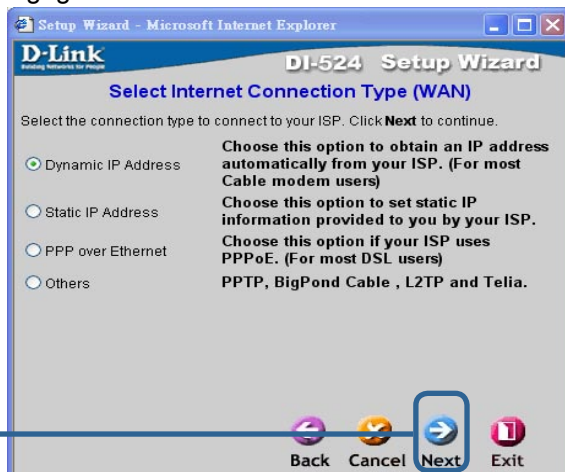 Setup Wizard - Microsoft Internet Explorer
D-Link
Building Networks for People
DI-524 Setup Wizard
Select Internet Connection Type (WAN)
Select the connection type to connect to your ISP. Click Next to continue.
Dynamic IP Address
Choose this option to obtain an IP address
automatically from your ISP. (For most
Cable modem users)
Static IP Address
Choose this option to set static IP
information provided to you by your ISP.
PPP over Ethernet
Choose this option if your ISP uses
PPPoE. (For most DSL users)
Others
PPTP, BigPond Cable , L2TP and Telia.
Back Cancel Next Exit